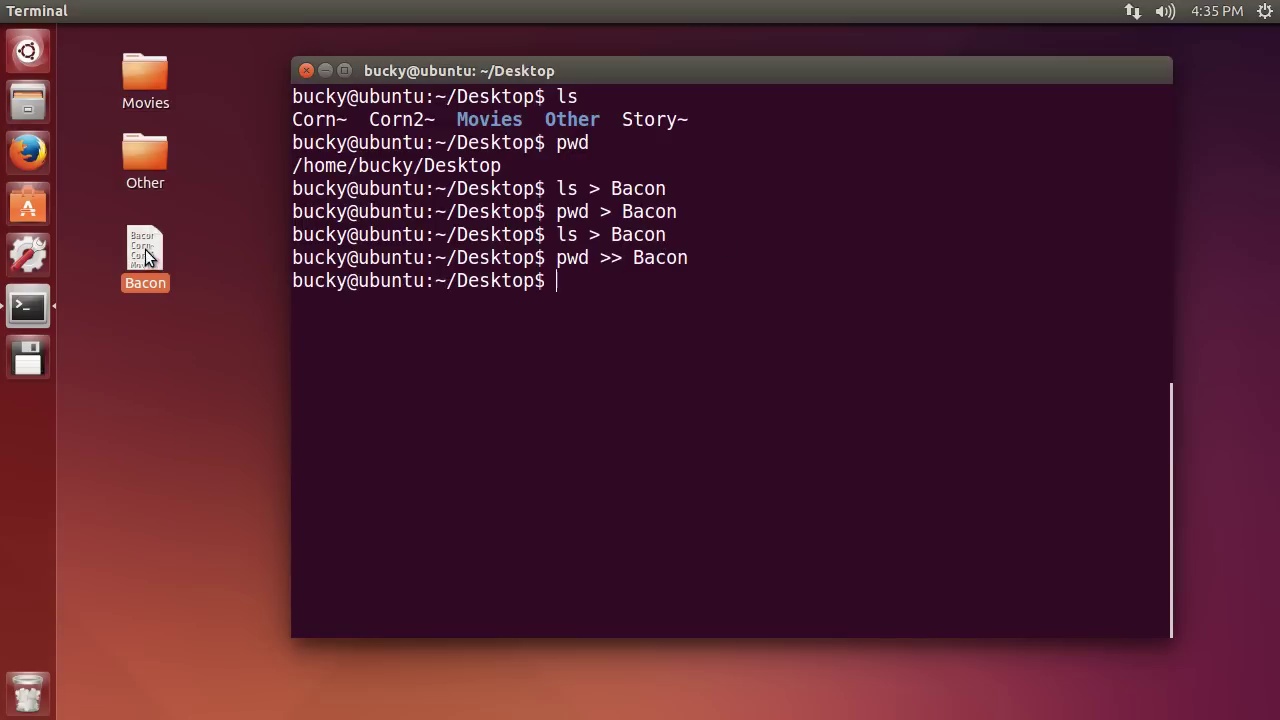 Terminal
4:35 PM
Movies
Other
Bacon
Corn~
Bacon
bucky@ubuntu: ~/Desktop
bucky@ubuntu:~/Desktop$ ls
Corn~  Corn2~  Movies  Other  Story~
bucky@ubuntu:~/Desktop$ pwd
/home/bucky/Desktop
bucky@ubuntu:~/Desktop$ ls > Bacon
bucky@ubuntu:~/Desktop$ pwd > Bacon
bucky@ubuntu:~/Desktop$ ls > Bacon
bucky@ubuntu:~/Desktop$ pwd >> Bacon
bucky@ubuntu:~/Desktop$